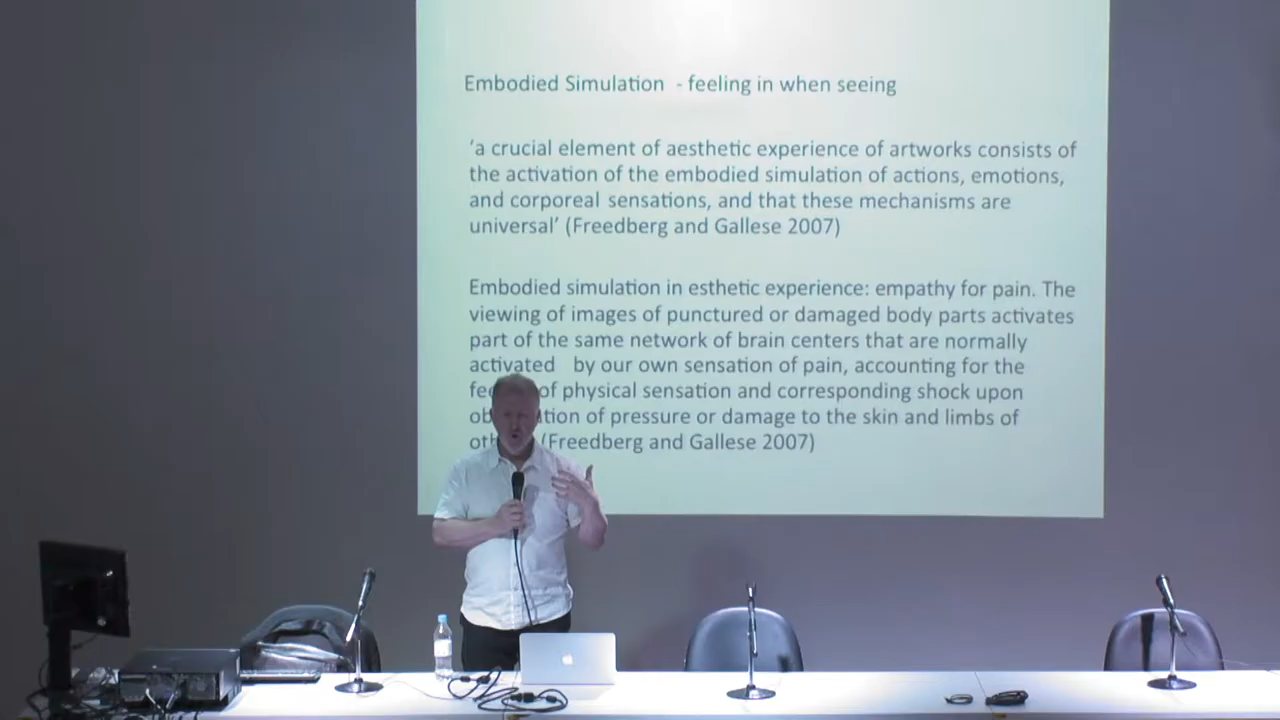 Embodied Simulation - feeling in when seeing
'a crucial element of aesthetic experience of artworks consists of
the activation of the embodied simulation of actions, emotions,
and corporeal sensations, and that these mechanisms are
universal' (Freedberg and Gallese 2007)
Embodied simulation in esthetic experience: empathy for pain. The
viewing of images of punctured or damaged body parts activates
part of the same network of brain centers that are normally
activated by our own sensation of pain, accounting for the
of physical sensation and corresponding shock upon
of pressure or damage to the skin and limbs of
(Freedberg and Gallese 2007)